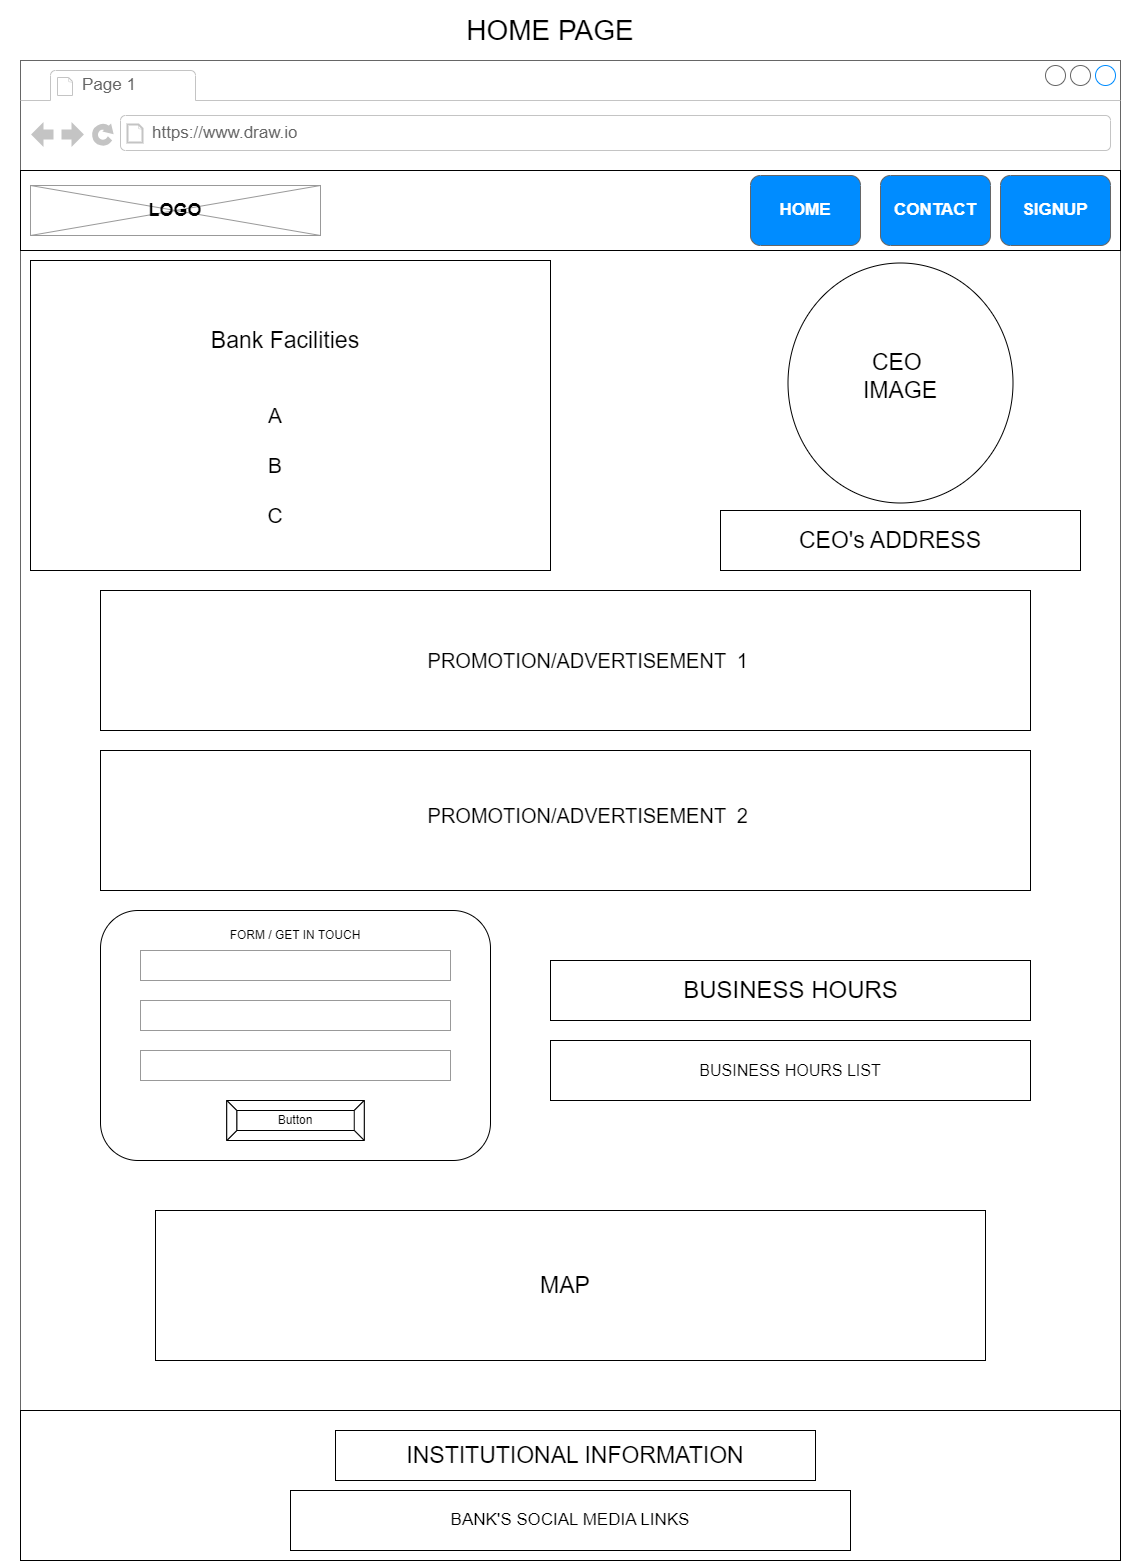 HOME PAGE
Page 1
https://www.draw.io
LOGO
HOME
CONTACT
SIGNUP
Bank Facilities
A
B
C
CEO
IMAGE
CEO's ADDRESS
PROMOTION/ADVERTISEMENT 1
PROMOTION/ADVERTISEMENT 2
FORM / GET IN TOUCH
Button
BUSINESS HOURS
BUSINESS HOURS LIST
MAP
INSTITUTIONAL INFORMATION
BANK'S SOCIAL MEDIA LINKS